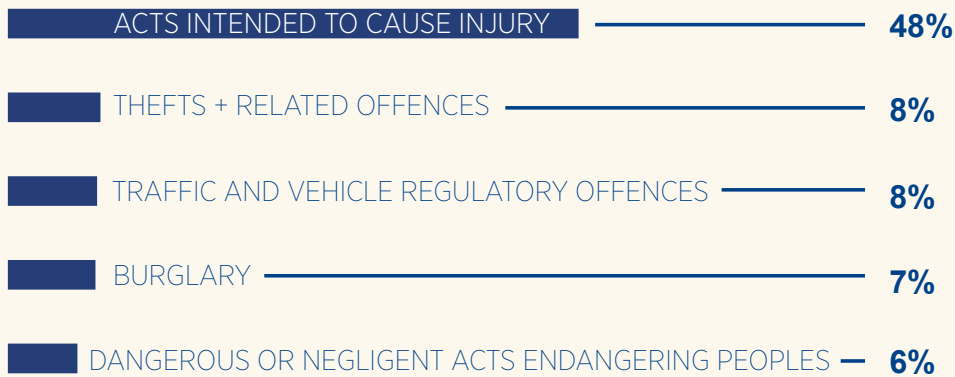 ACTS INTENDED TO CAUSE INJURY 48%
THEFTS + RELATED OFFENCES 8%
TRAFFIC AND VEHICLE REGULATORY OFFENCES 8%
BURGLARY 7%
DANGEROUS OR NEGLIGENT ACTS ENDANGERING PEOPLES 6%